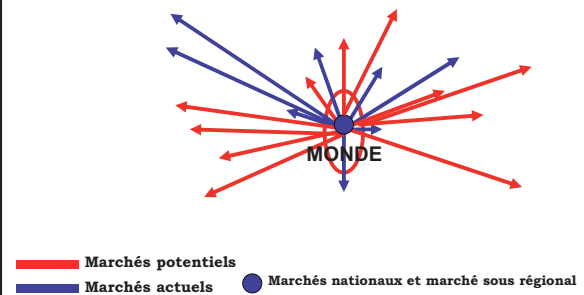 MONDE
Marchés potentiels
Marchés actuels
Marchés nationaux et marché sous régional